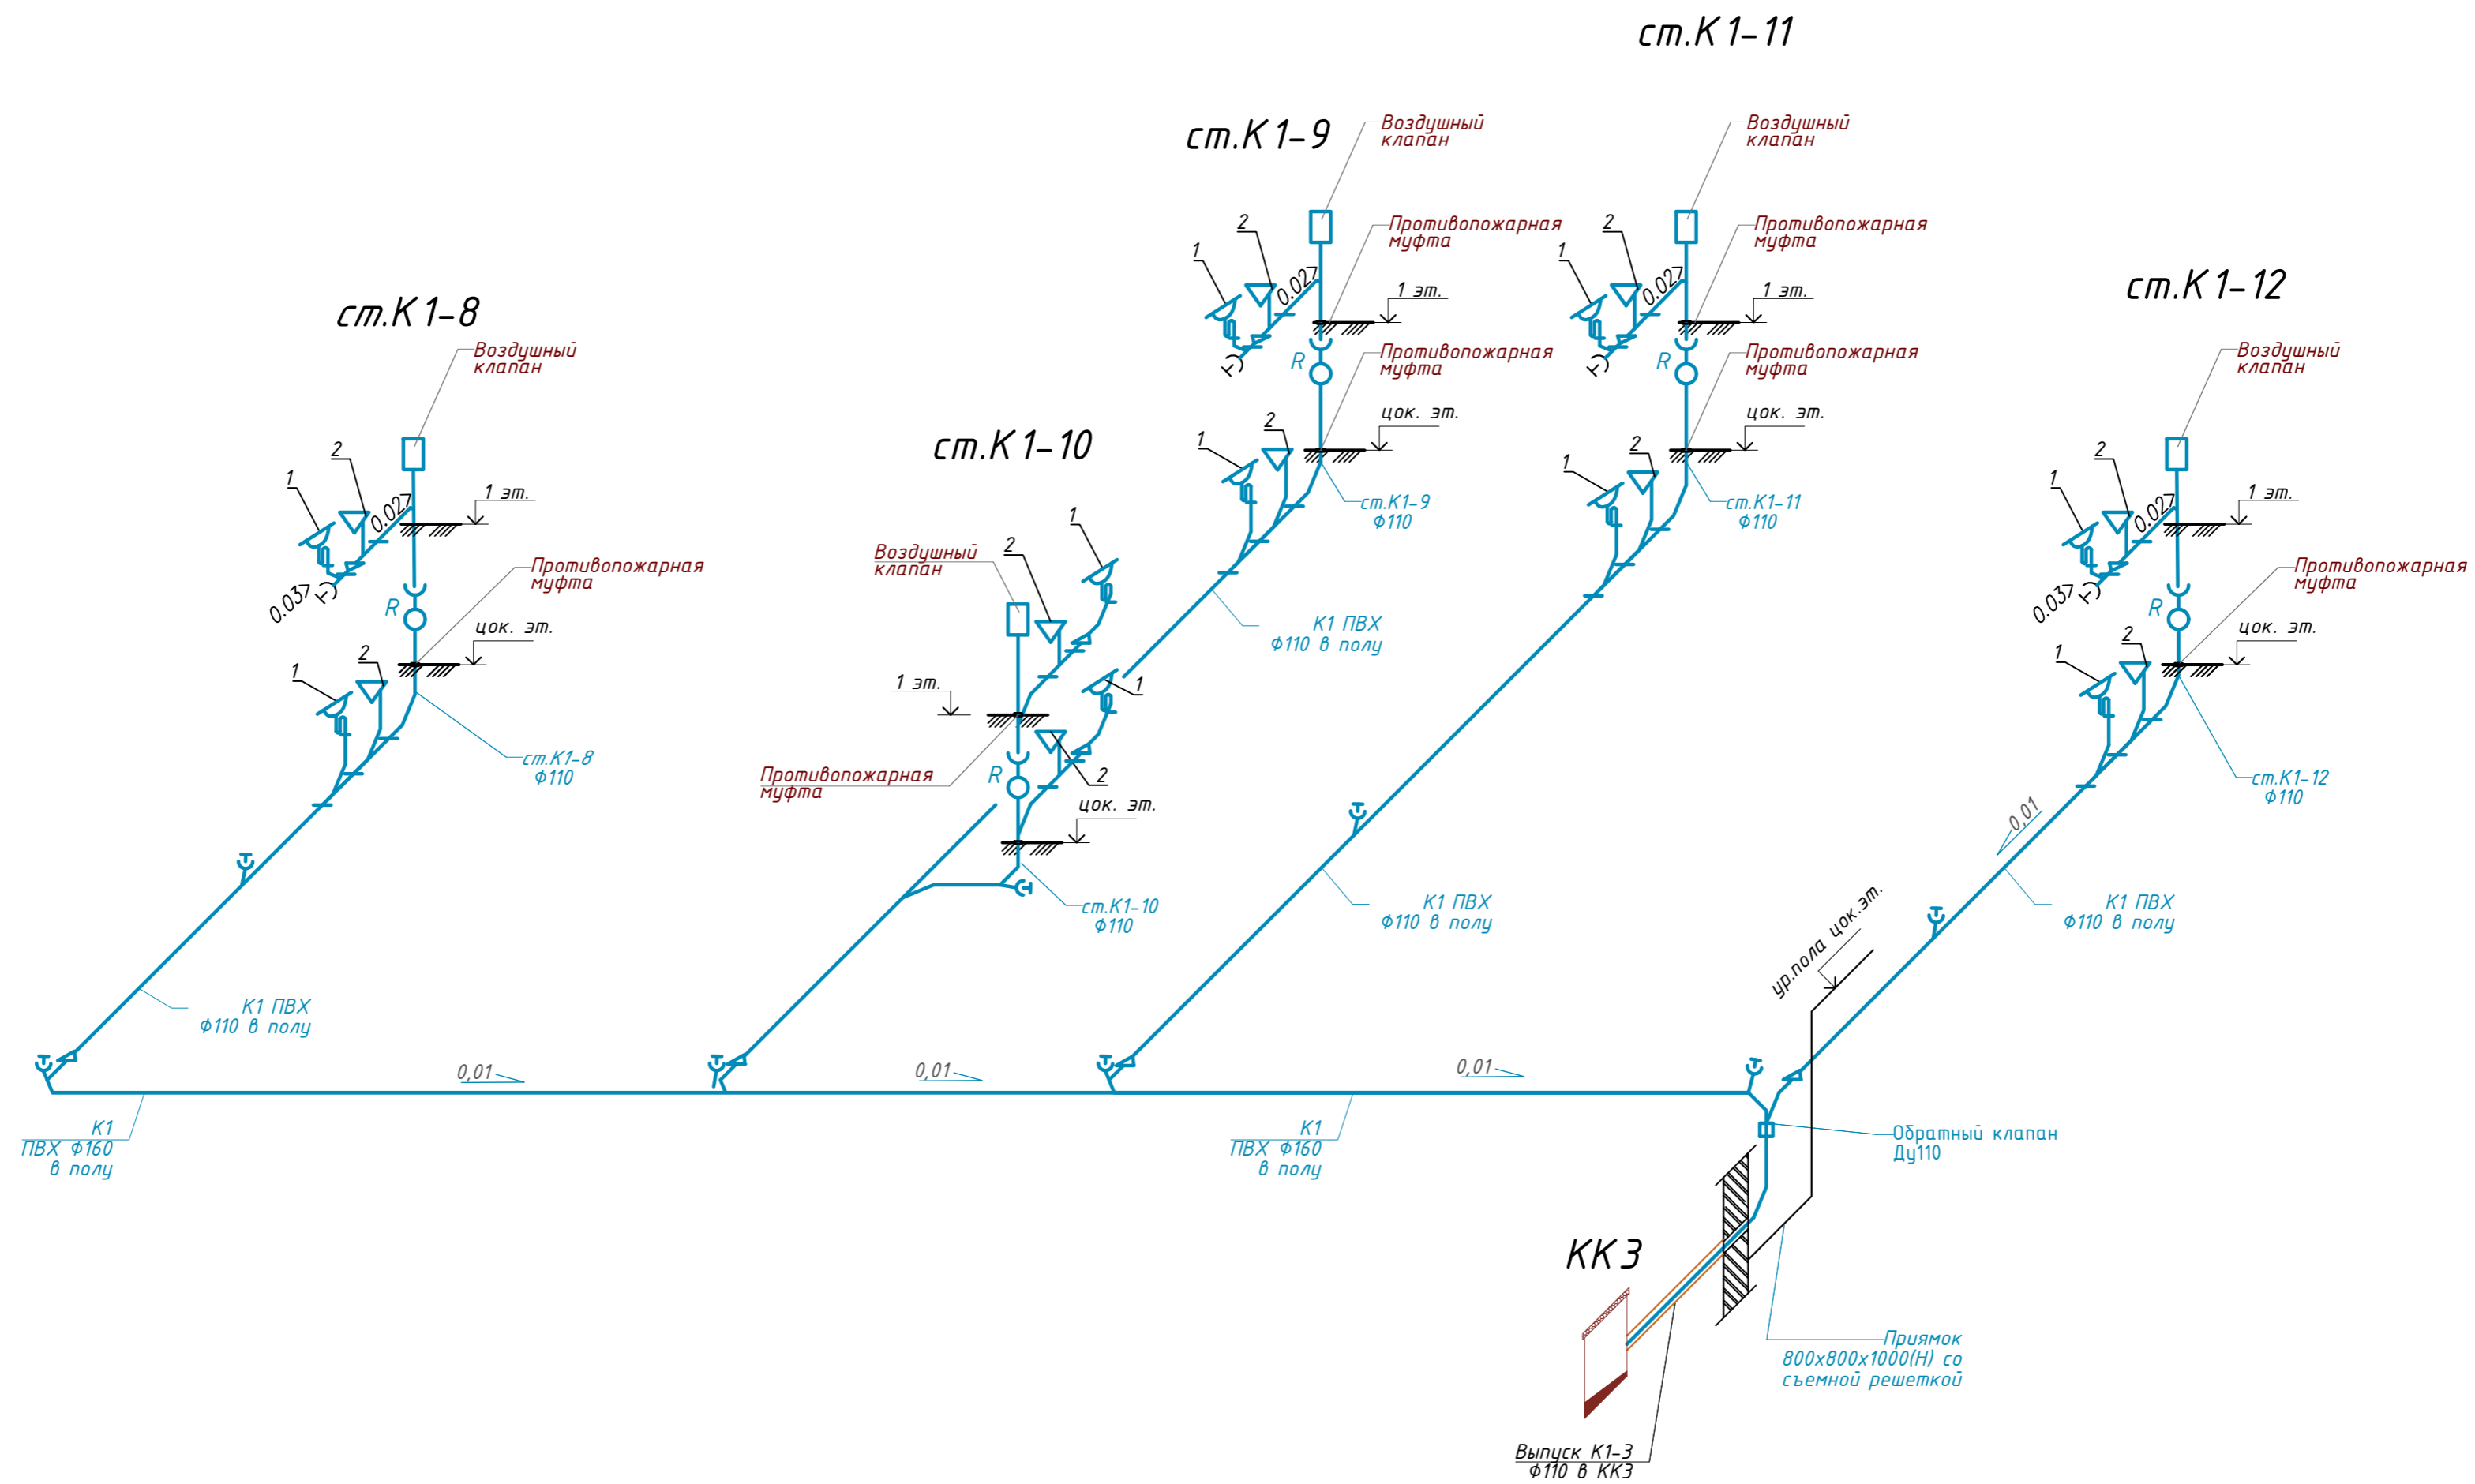 ст.К1-11
ст.К1-9
Воздушный
клапан
Воздушный
клапан
2
1
0.027
Противопожарная
муфта
1 эт.
R
Противопожарная
муфта
цок. эт.
2
1
0.027
Противопожарная
муфта
1 эт.
R
Противопожарная
муфта
цок. эт.
ст.К1-12
Воздушный
клапан
2
1
0.027
1 эт.
0.037
R
Противопожарная
муфта
цок. эт.
2
1
ст.К1-12
Ф110
0,01
К1 ПВХ
Ф110 в полу
ст.К1-8
Воздушный
клапан
2
1
0.027
1 эт.
0.037
R
Противопожарная
муфта
цок. эт.
2
1
ст.К1-8
Ф110
К1 ПВХ
Ф110 в полу
ст.К1-10
1
2
Воздушный
клапан
1 эт.
1
Противопожарная
муфта
R
2
цок. эт.
ст.К1-10
Ф110
1
2
ст.К1-9
Ф110
К1 ПВХ
Ф110 в полу
1
2
ст.К1-11
Ф110
К1 ПВХ
Ф110 в полу
ур.пола цок.эт.
0,01
0,01
0,01
К1
ПВХ Ф160
в полу
К1
ПВХ Ф160
в полу
Обратный клапан
Ду110
КК3
Приямок
800х800х1000(Н) со
съемной решеткой
Выпуск К1-3
Ф110 в КК3